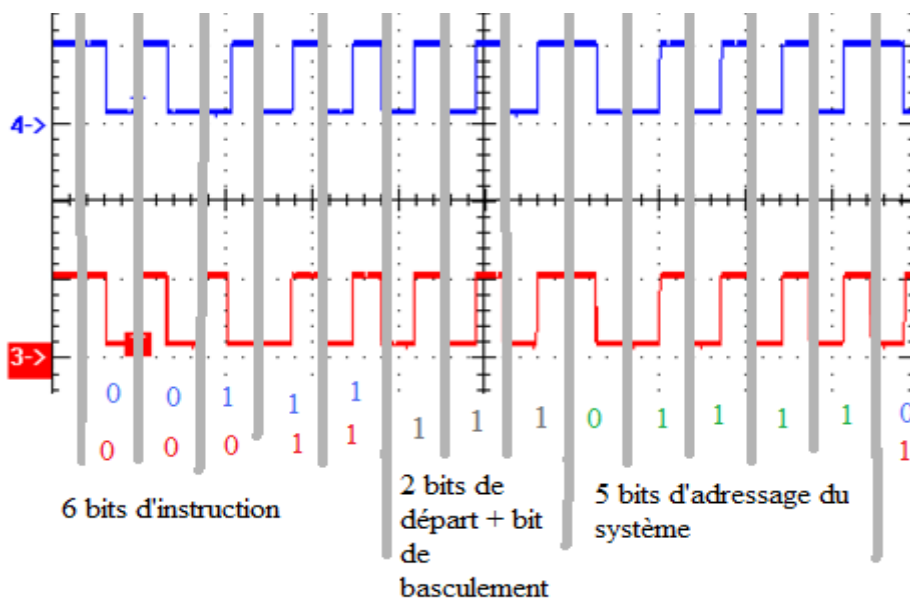 4->
3->
0 0 1 1 1 0
0 0 0 1 1 1 1 1 0 1 1 1 1 1
6 bits d'instruction
2 bits de
départ + bit
de
basculement
5 bits d'adressage du
système